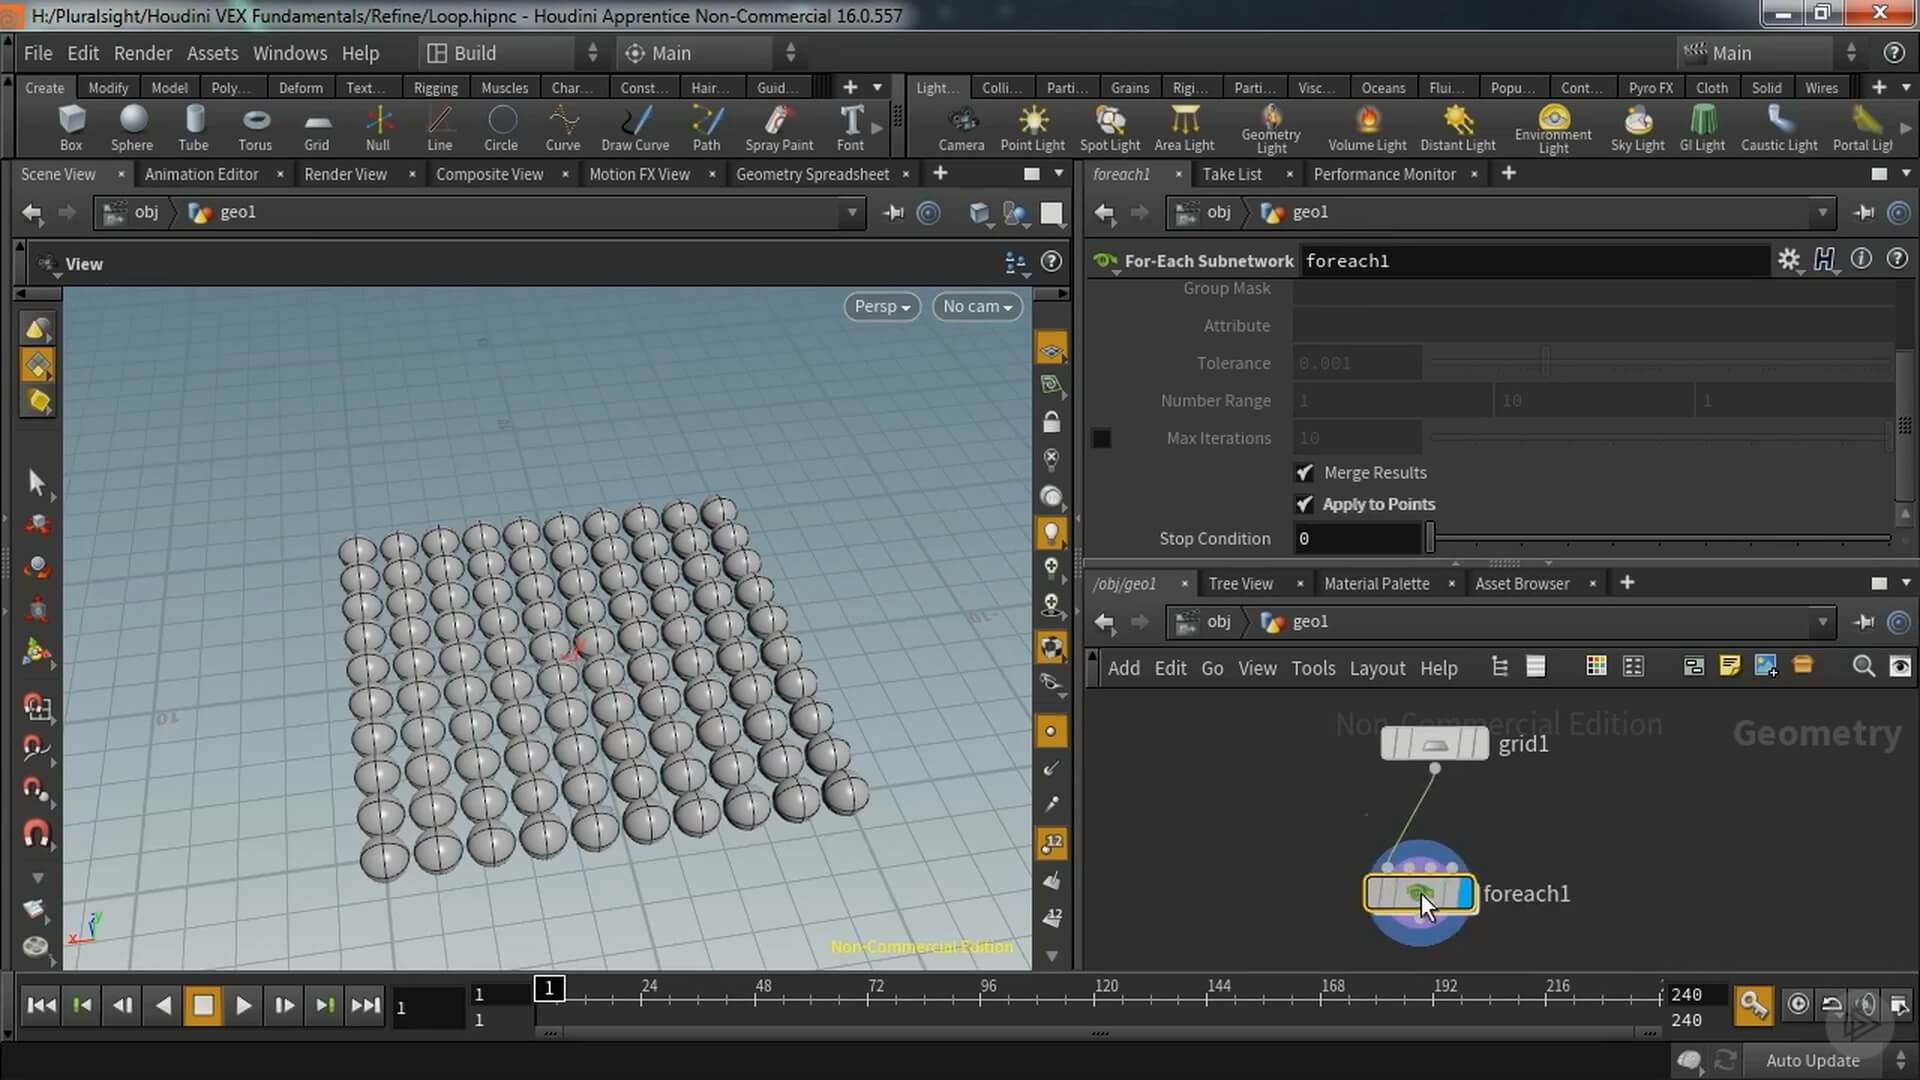 H:/Pluralsight/Houdini VEX Fundamentals/Refine/Loop.hipnc - Houdini Apprentice Non-Commercial 16.0.557
File Edit Render Assets Windows Help Build Main Main
Create Modify Model Poly... Deform Text... Rigging Muscles Char... Const... Hair... Guid... Light... Colli... Parti... Grains Rigi... Parti... Visc... Oceans Flui... Popu... Cont... Pyro FX Cloth Solid Wires
Box Sphere Tube Torus Grid Null Line Circle Curve Draw Curve Path Spray Paint Font Camera Point Light Spot Light Area Light Geometry Light Volume Light Distant Light Environment Light Sky Light GI Light Caustic Light Portal Ligh
Scene View Animation Editor Render View Composite View Motion FX View Geometry Spreadsheet
foreach1 Take List Performance Monitor
obj geo1
obj geo1
View
Persp No cam
For-Each Subnetwork foreach1
Group Mask
Attribute
Tolerance 0.001
Number Range 1 10 1
Max Iterations 10
Merge Results
Apply to Points
Stop Condition 0
/obj/geo1 Tree View Material Palette Asset Browser
obj geo1
Add Edit Go View Tools Layout Help
Non-Commercial Edition
Geometry
grid1
foreach1
10
-10
12
12
Non-Commercial Edition
1 1 1 24 48 72 96 120 144 168 192 216 240
1 240
Auto Update